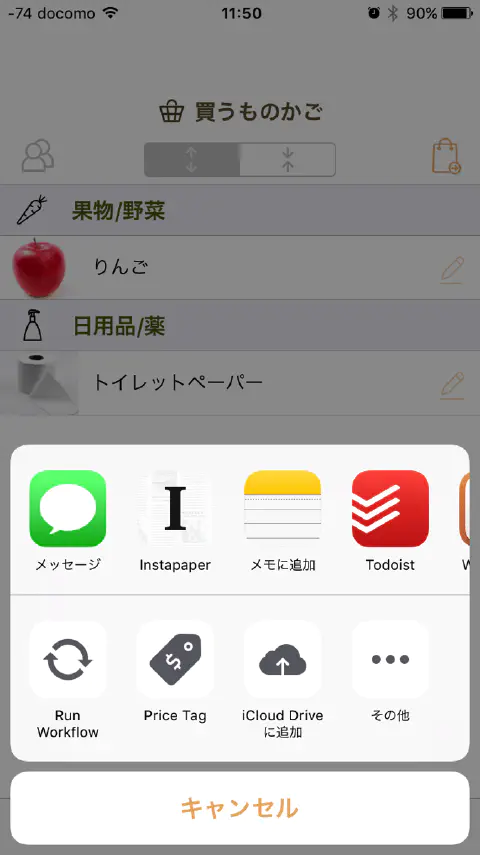 -74 docomo 11:50 90%
買うものかご
果物/野菜
りんご
日用品/薬
トイレットペーパー
メッセージ
I
Instapaper
メモに追加
Todoist
W
Run
Workflow
$
Price Tag
iCloud Drive
に追加
その他
キャンセル